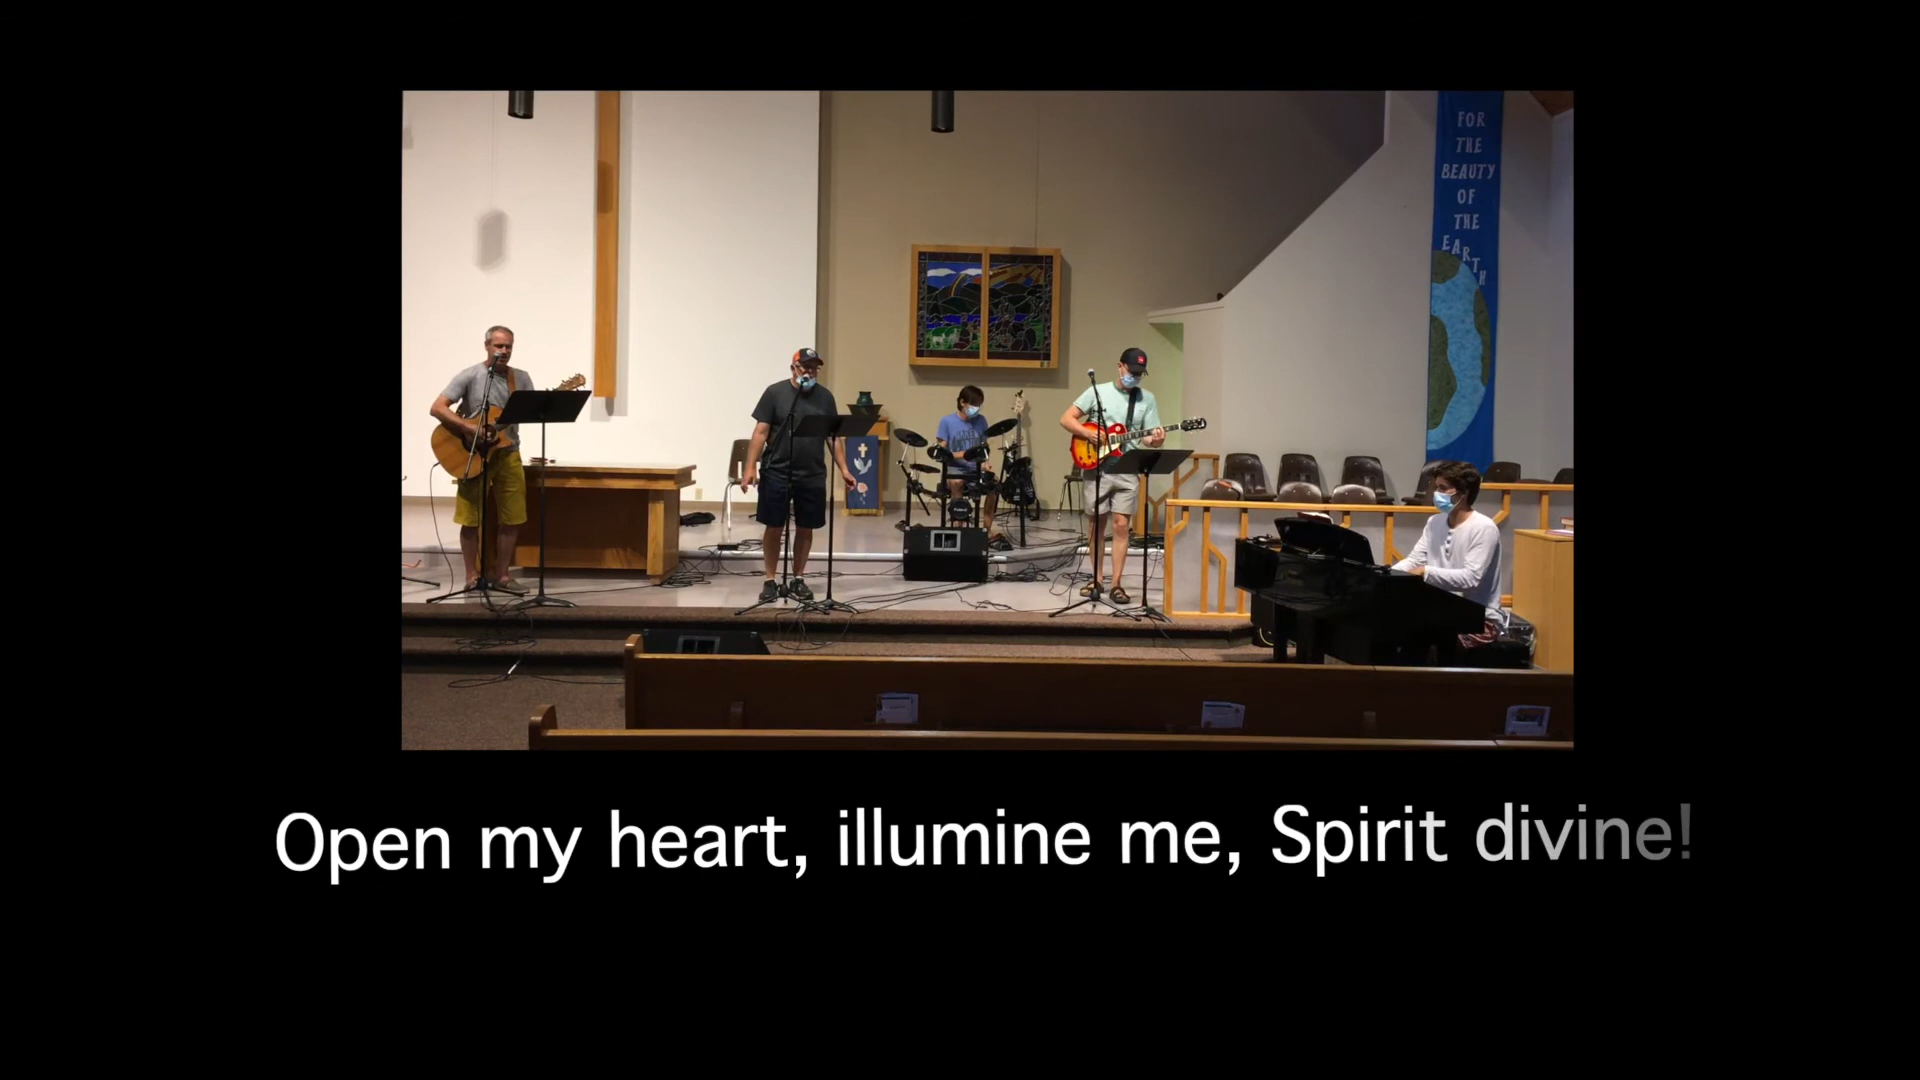 FOR
THE
BEAUTY
OF
THE
EARTH
Open my heart, illumine me, Spirit divine!